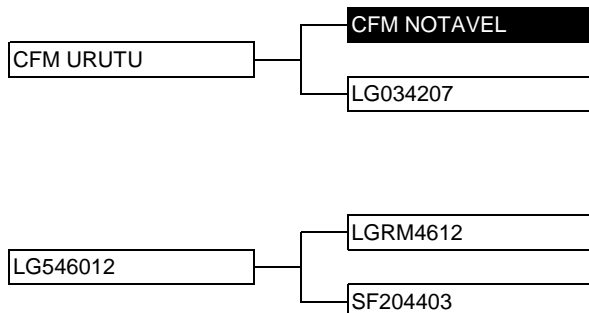 CFM NOTAVEL
CFM URUTU
LG034207
LGRM4612
LG546012
SF204403